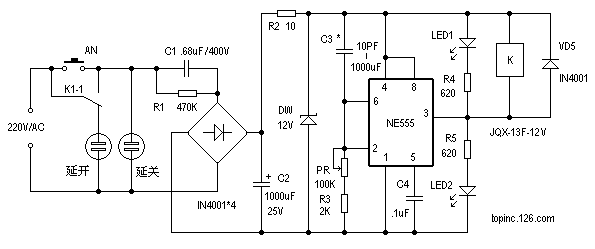 AN
C1 .68uF/400V
R2 10
C3 *
10PF
|
1000uF
LED1
VD5
K1-1
R1 470K
4
8
R4
620
K
IN4001
DW
12V
6
NE555
3
220V/AC
JQX-13F-12V
延开
延关
2
R5
620
+ C2
1000uF
25V
PR
100K
R3
2K
1
5
C4
.1uF
LED2
IN4001*4
topinc.126.com